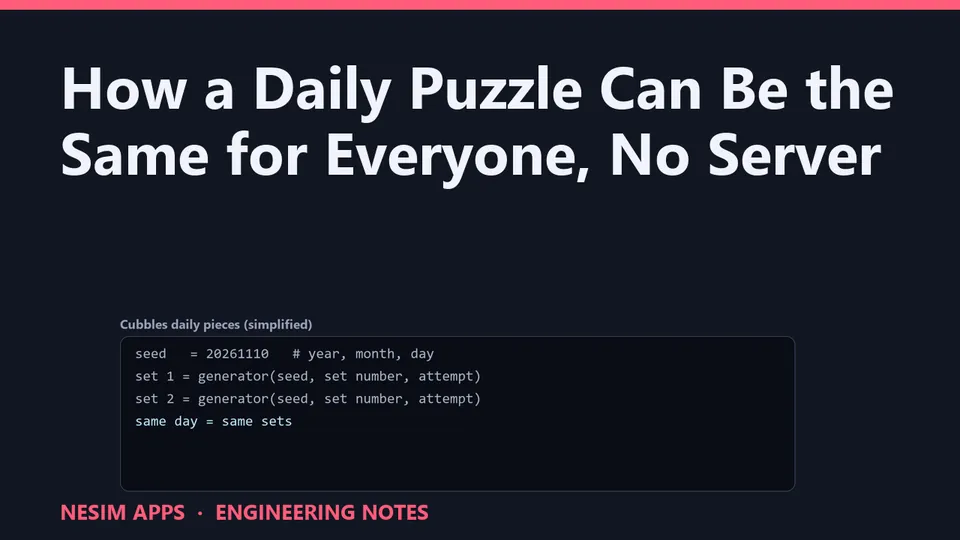 How a Daily Puzzle Can Be the
Same for Everyone, No Server
Cubbles daily pieces (simplified)
seed   = 20261110   # year, month, day
set 1 = generator(seed, set number, attempt)
set 2 = generator(seed, set number, attempt)
same day = same sets
NESIM APPS · ENGINEERING NOTES